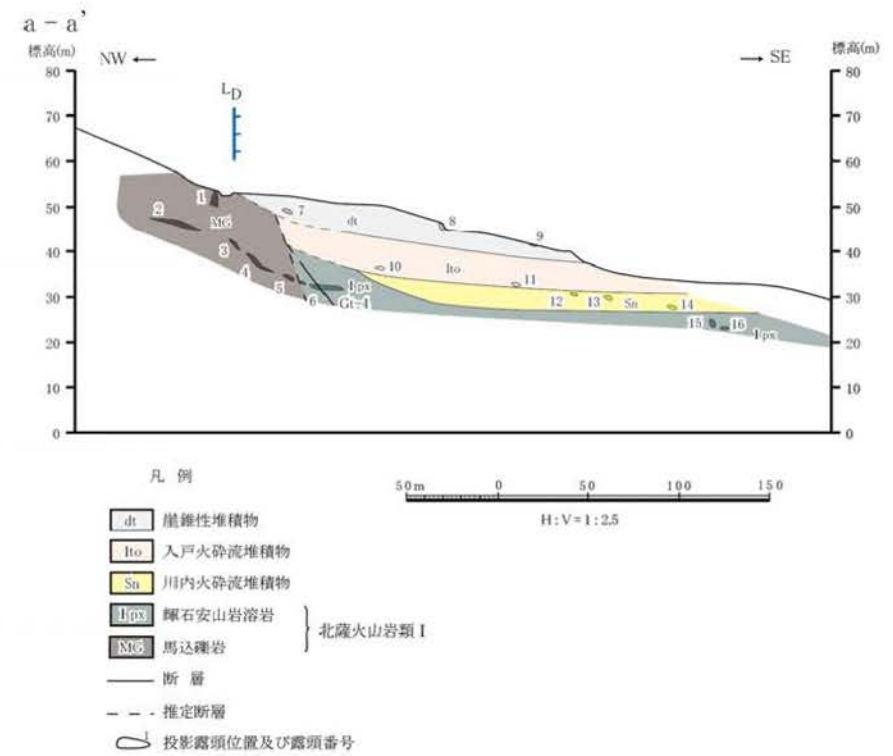 a－a’
標高(m)
標高(m)
NW ←
→ SE
LD
80
70
60
50
40
30
20
10
0
80
70
60
50
40
30
20
10
0
1
2
MG
3
4
5
6
7
dt
8
9
Ito
10
11
Ipx
Gt-4
12
13
Sn
14
15
16
Ipx
凡 例
50m 0 50 100 150
H:V=1:2.5
dt 崖錐性堆積物
Ito 入戸火砕流堆積物
Sn 川内火砕流堆積物
Ipx 輝石安山岩溶岩
北薩火山岩類Ⅰ
MG 馬込礫岩
断 層
推定断層
1 投影露頭位置及び露頭番号